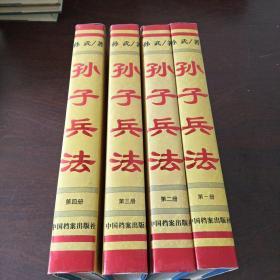 孙武/著
孙子兵法
第四册
中国档案出版社
孙武/著
孙子兵法
第三册
中国档案出版社
孙武/著
孙子兵法
第二册
中国档案出版社
孙武/著
孙子兵法
第一册
中国档案出版社